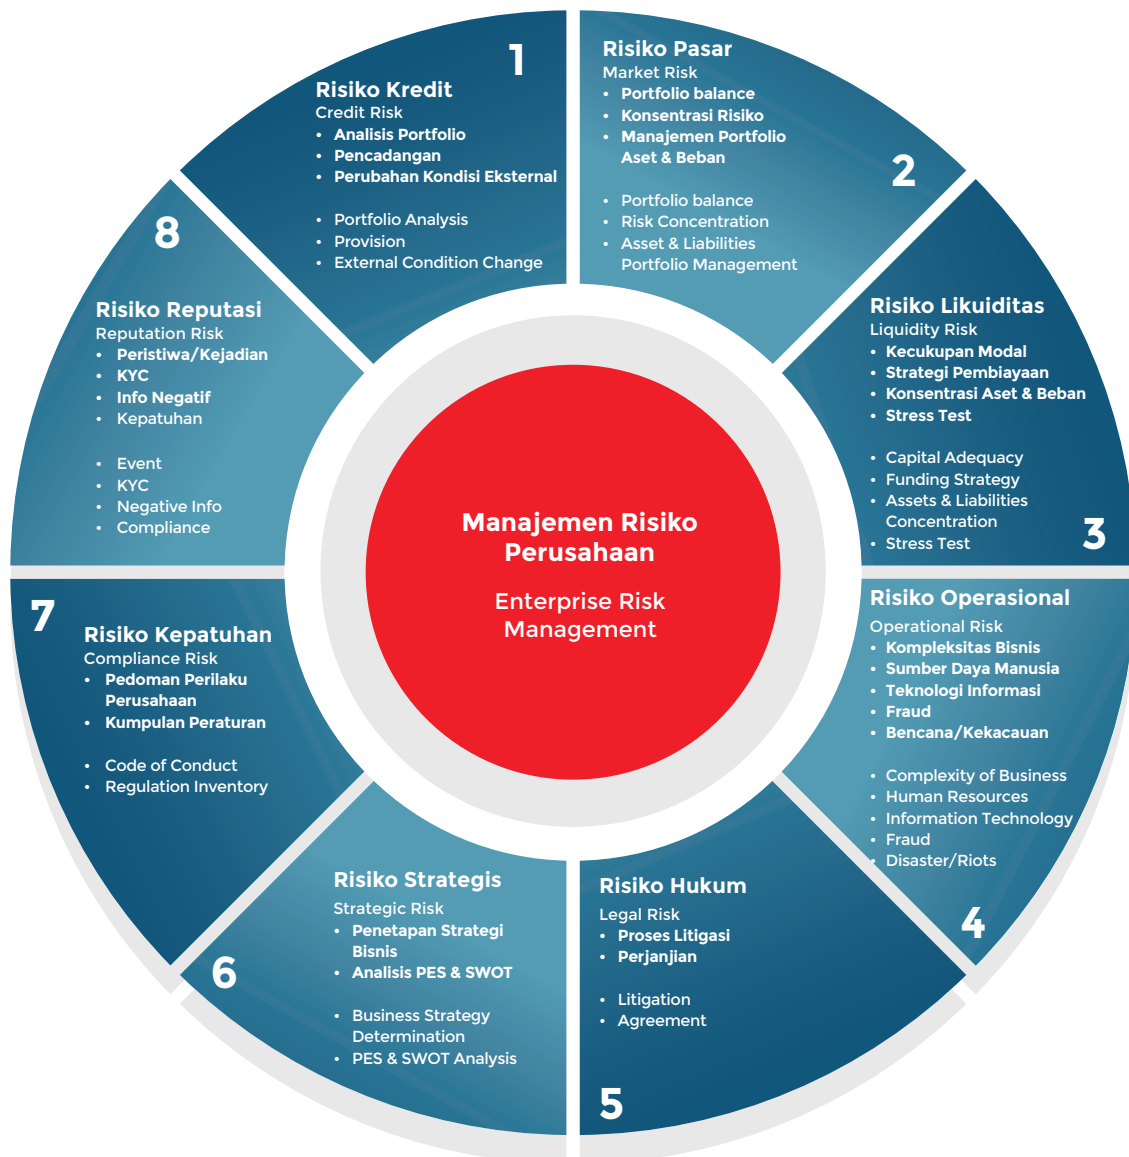 1
Risiko Kredit
Credit Risk
• Analisis Portfolio
• Pencadangan
• Perubahan Kondisi Eksternal
• Portfolio Analysis
• Provision
• External Condition Change
Risiko Pasar
Market Risk
• Portfolio balance
• Konsentrasi Risiko
• Manajemen Portfolio
Aset & Beban
• Portfolio balance
• Risk Concentration
• Asset & Liabilities
Portfolio Management
2
Risiko Likuiditas
Liquidity Risk
• Kecukupan Modal
• Strategi Pembiayaan
• Konsentrasi Aset & Beban
• Stress Test
• Capital Adequacy
• Funding Strategy
• Assets & Liabilities
Concentration
• Stress Test
3
Risiko Operasional
Operational Risk
• Kompleksitas Bisnis
• Sumber Daya Manusia
• Teknologi Informasi
• Fraud
• Bencana/Kekacauan
• Complexity of Business
• Human Resources
• Information Technology
• Fraud
• Disaster/Riots
4
Risiko Hukum
Legal Risk
• Proses Litigasi
• Perjanjian
• Litigation
• Agreement
5
Risiko Strategis
Strategic Risk
• Penetapan Strategi
Bisnis
• Analisis PES & SWOT
• Business Strategy
Determination
• PES & SWOT Analysis
6
7
Risiko Kepatuhan
Compliance Risk
• Pedoman Perilaku
Perusahaan
• Kumpulan Peraturan
• Code of Conduct
• Regulation Inventory
8
Risiko Reputasi
Reputation Risk
• Peristiwa/Kejadian
• KYC
• Info Negatif
• Kepatuhan
• Event
• KYC
• Negative Info
• Compliance
Manajemen Risiko
Perusahaan
Enterprise Risk
Management